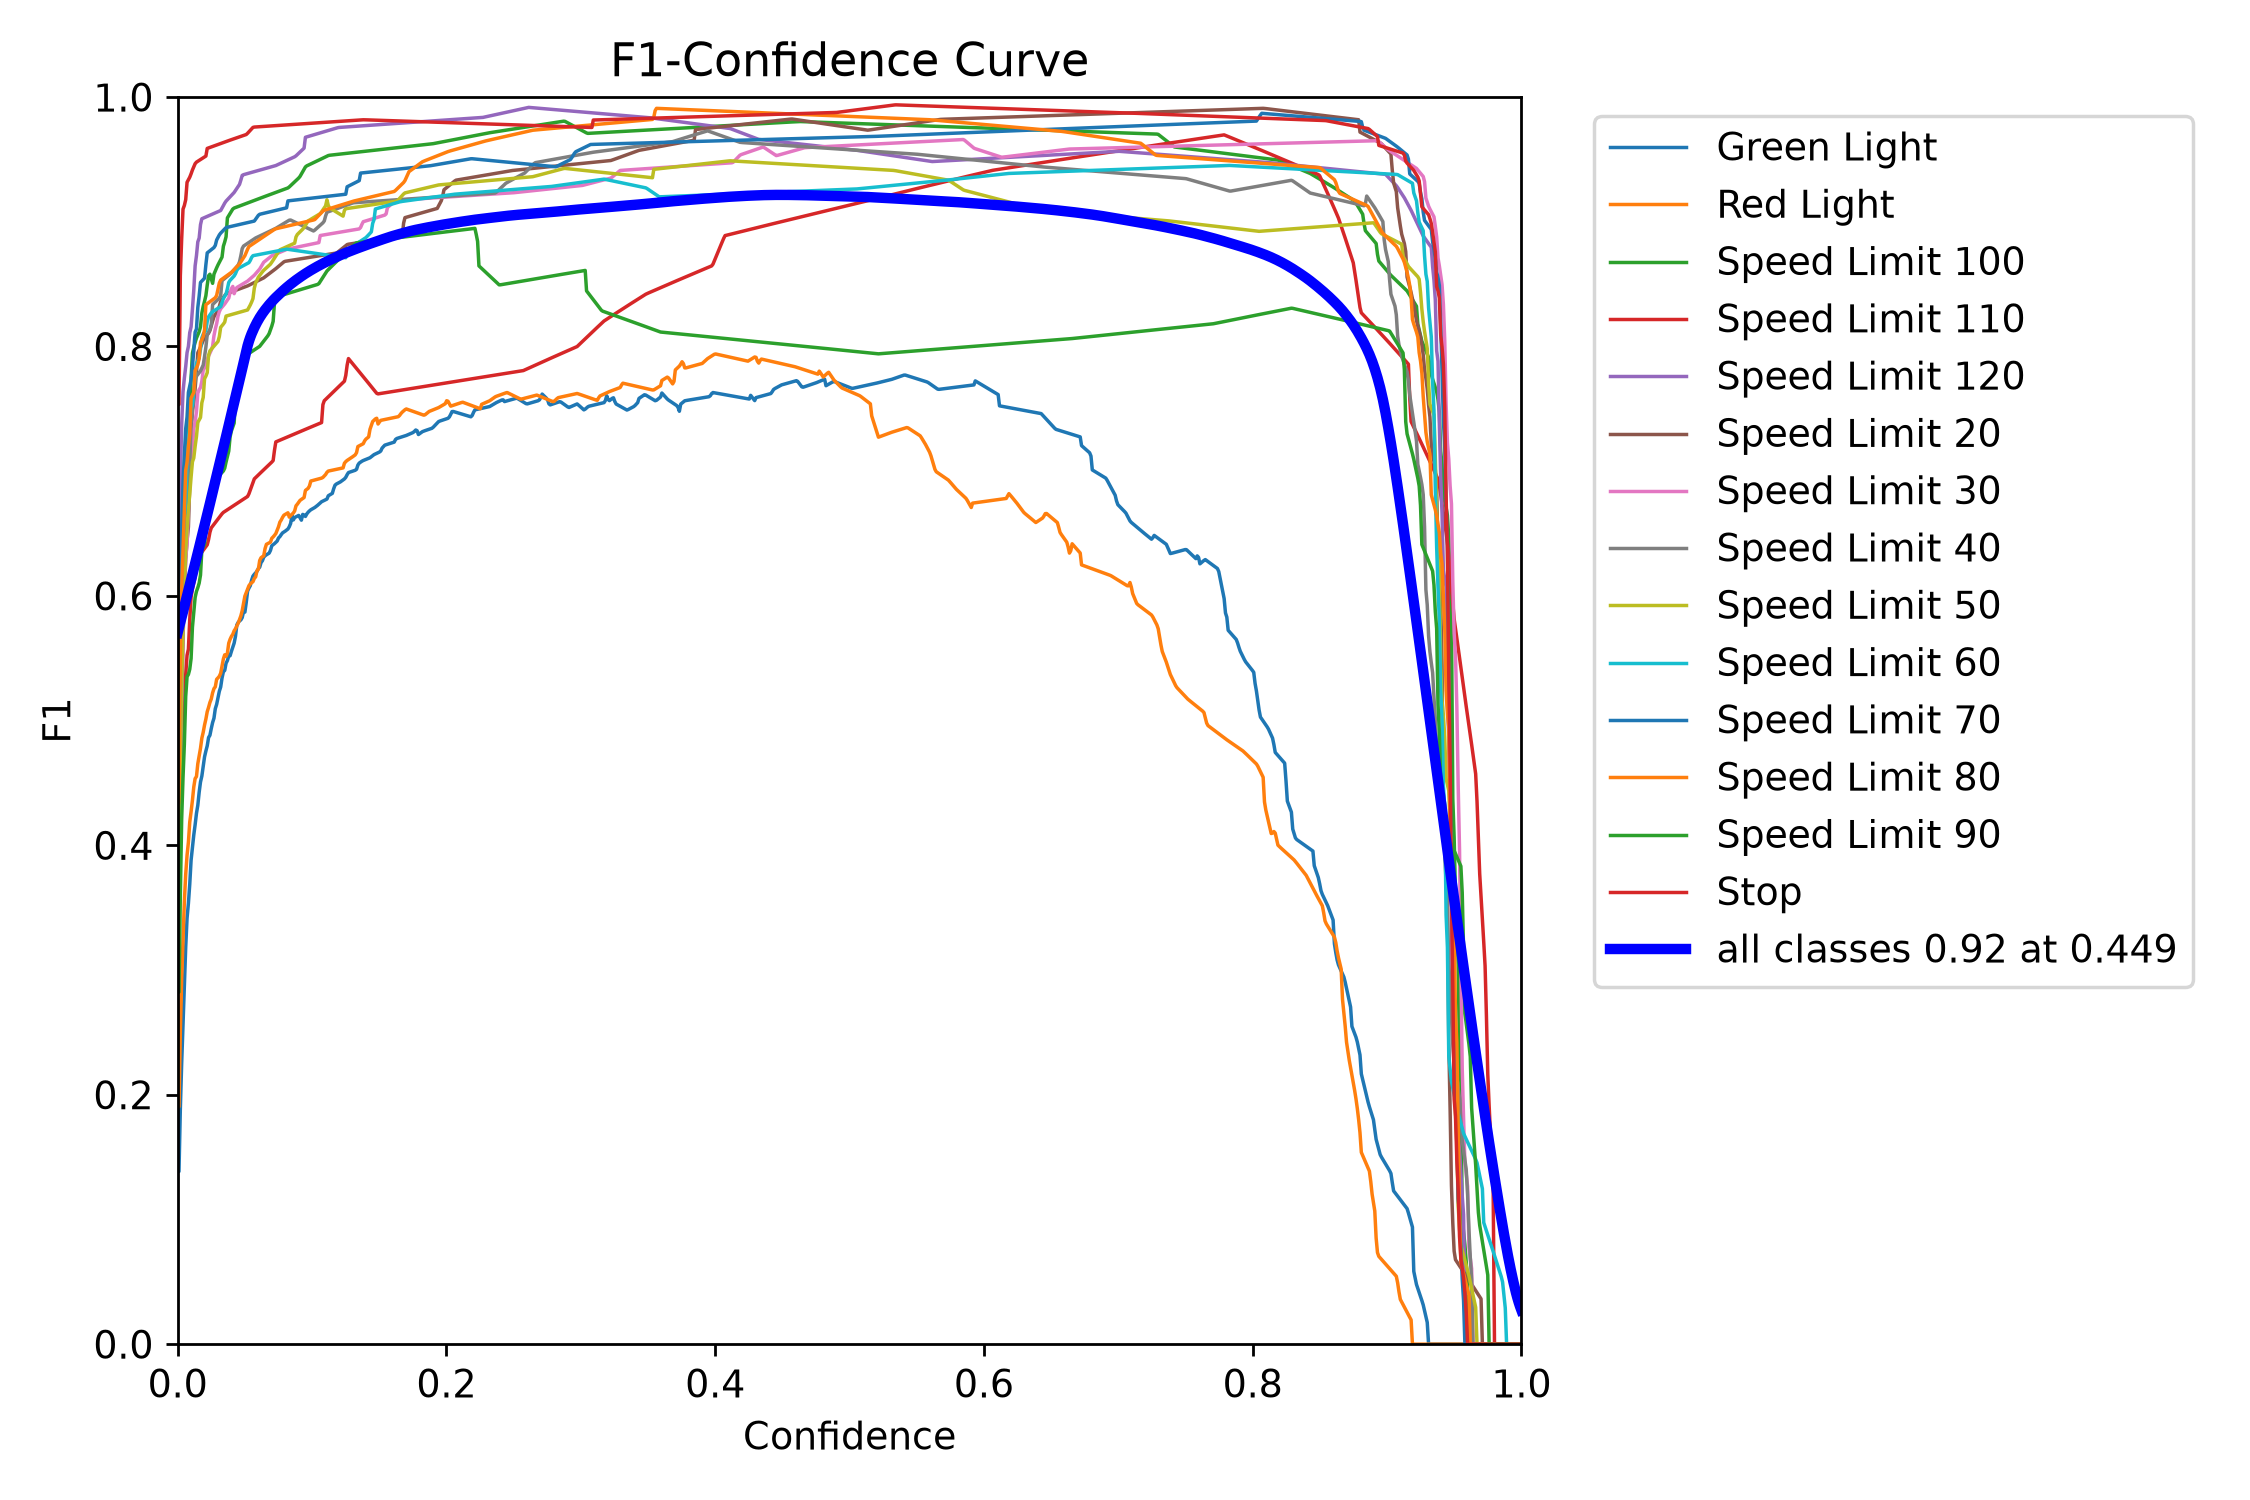 F1-Confidence Curve
1.0
0.8
0.6
0.4
0.2
0.0
F1
0.0 0.2 0.4 0.6 0.8 1.0
Confidence
Green Light
Red Light
Speed Limit 100
Speed Limit 110
Speed Limit 120
Speed Limit 20
Speed Limit 30
Speed Limit 40
Speed Limit 50
Speed Limit 60
Speed Limit 70
Speed Limit 80
Speed Limit 90
Stop
all classes 0.92 at 0.449